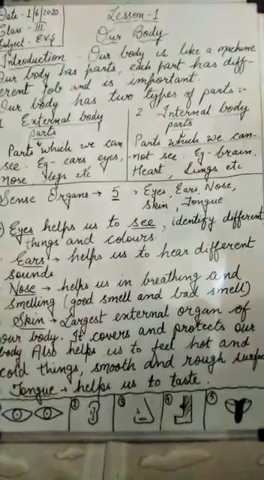 Date - 1/6/2020
Class - III
Subject - EVS
Lesson-1
Our Body
Introduction - Our body is like a machine
Our body has parts, each part has diff-
erent job and is important.
Our body has two types of parts:-
1 External body
parts
Parts which we can
see. Eg- ears, eyes,
nose, legs etc
2 Internal body
parts
Parts which we can-
not see. Eg- brain,
Heart, Lungs etc
Sense Organs → 5 : Eyes, Ears, Nose,
Skin, Tongue
Eyes helps us to see, identify different
things and colours.
Ears → helps us to hear different
sounds
Nose → helps us in breathing and
smelling (good smell and bad smell)
Skin → Largest external organ of
our body. It covers and protects our
body Also helps us to feel hot and
cold things, smooth and rough surface
Tongue → helps us to taste.